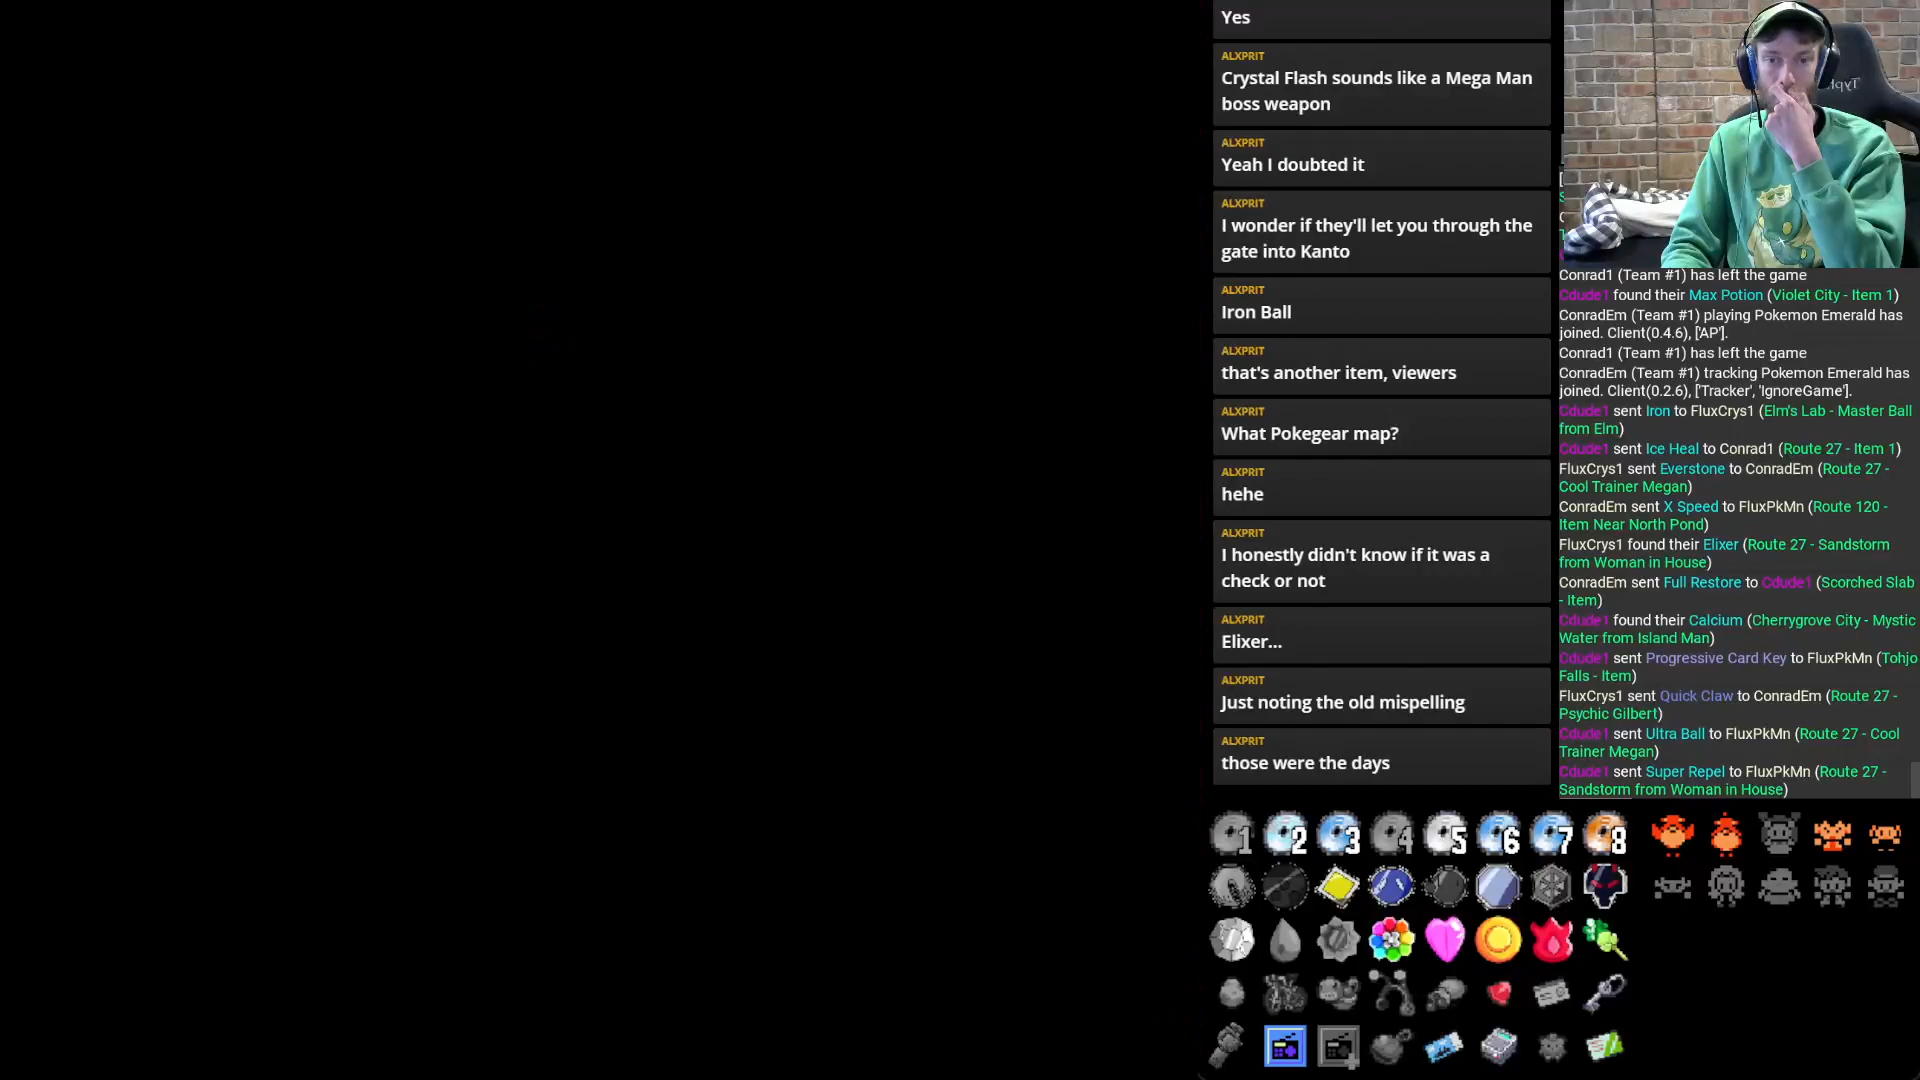 Yes
ALXPRIT
Crystal Flash sounds like a Mega Man
boss weapon
ALXPRIT
Yeah I doubted it
ALXPRIT
I wonder if they'll let you through the
gate into Kanto
ALXPRIT
Iron Ball
ALXPRIT
that's another item, viewers
ALXPRIT
What Pokegear map?
ALXPRIT
hehe
ALXPRIT
I honestly didn't know if it was a
check or not
ALXPRIT
Elixer...
ALXPRIT
Just noting the old mispelling
ALXPRIT
those were the days
Conrad1 (Team #1) has left the game
Cdude1 found their Max Potion (Violet City - Item 1)
ConradEm (Team #1) playing Pokemon Emerald has
joined. Client(0.4.6), ['AP'].
Conrad1 (Team #1) has left the game
ConradEm (Team #1) tracking Pokemon Emerald has
joined. Client(0.2.6), ['Tracker', 'IgnoreGame'].
Cdude1 sent Iron to FluxCrys1 (Elm's Lab - Master Ball
from Elm)
Cdude1 sent Ice Heal to Conrad1 (Route 27 - Item 1)
FluxCrys1 sent Everstone to ConradEm (Route 27 -
Cool Trainer Megan)
ConradEm sent X Speed to FluxPkMn (Route 120 -
Item Near North Pond)
FluxCrys1 found their Elixer (Route 27 - Sandstorm
from Woman in House)
ConradEm sent Full Restore to Cdude1 (Scorched Slab
- Item)
Cdude1 found their Calcium (Cherrygrove City - Mystic
Water from Island Man)
Cdude1 sent Progressive Card Key to FluxPkMn (Tohjo
Falls - Item)
FluxCrys1 sent Quick Claw to ConradEm (Route 27 -
Psychic Gilbert)
Cdude1 sent Ultra Ball to FluxPkMn (Route 27 - Cool
Trainer Megan)
Cdude1 sent Super Repel to FluxPkMn (Route 27 -
Sandstorm from Woman in House)
1 2 3 4 5 6 7 8